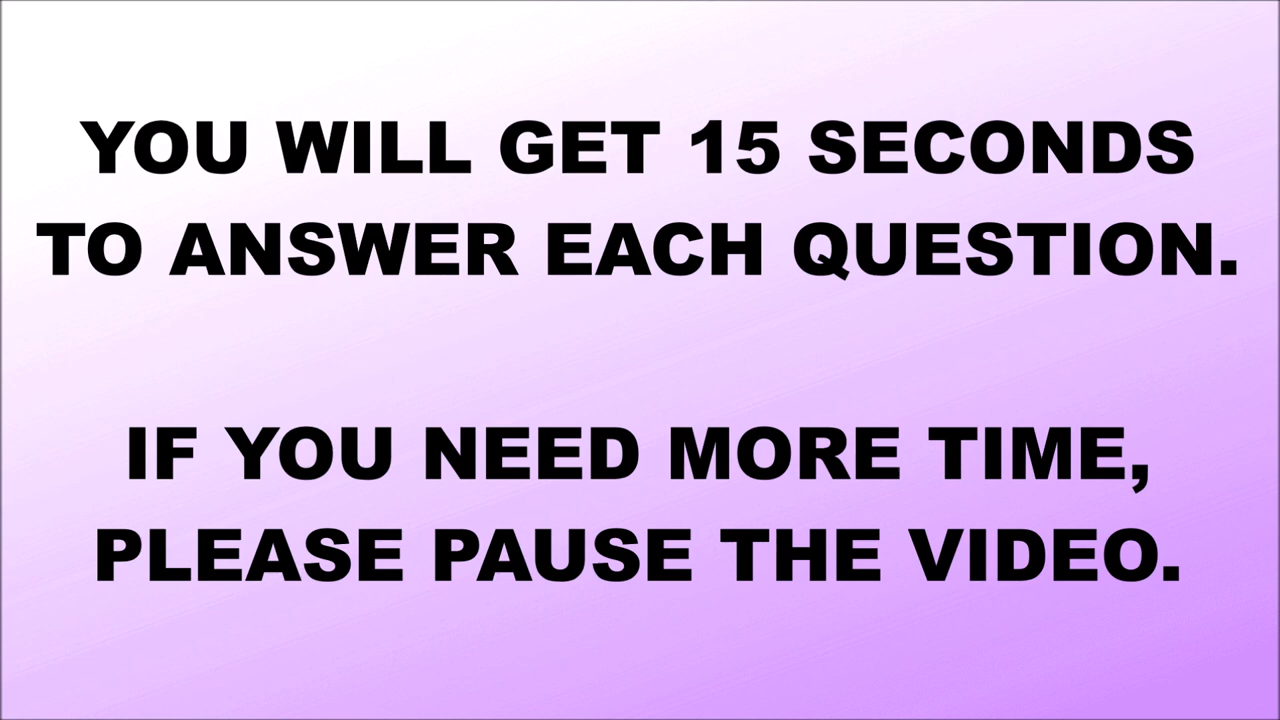 YOU WILL GET 15 SECONDS
TO ANSWER EACH QUESTION.
IF YOU NEED MORE TIME,
PLEASE PAUSE THE VIDEO.